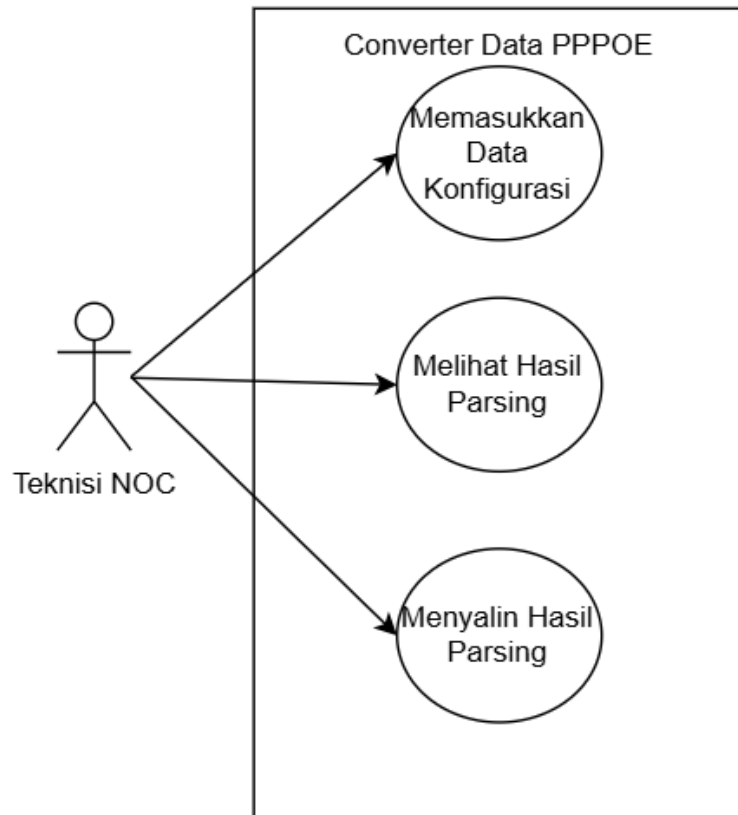 Converter Data PPPOE
Memasukkan
Data
Konfigurasi
Melihat Hasil
Parsing
Teknisi NOC
Menyalin Hasil
Parsing